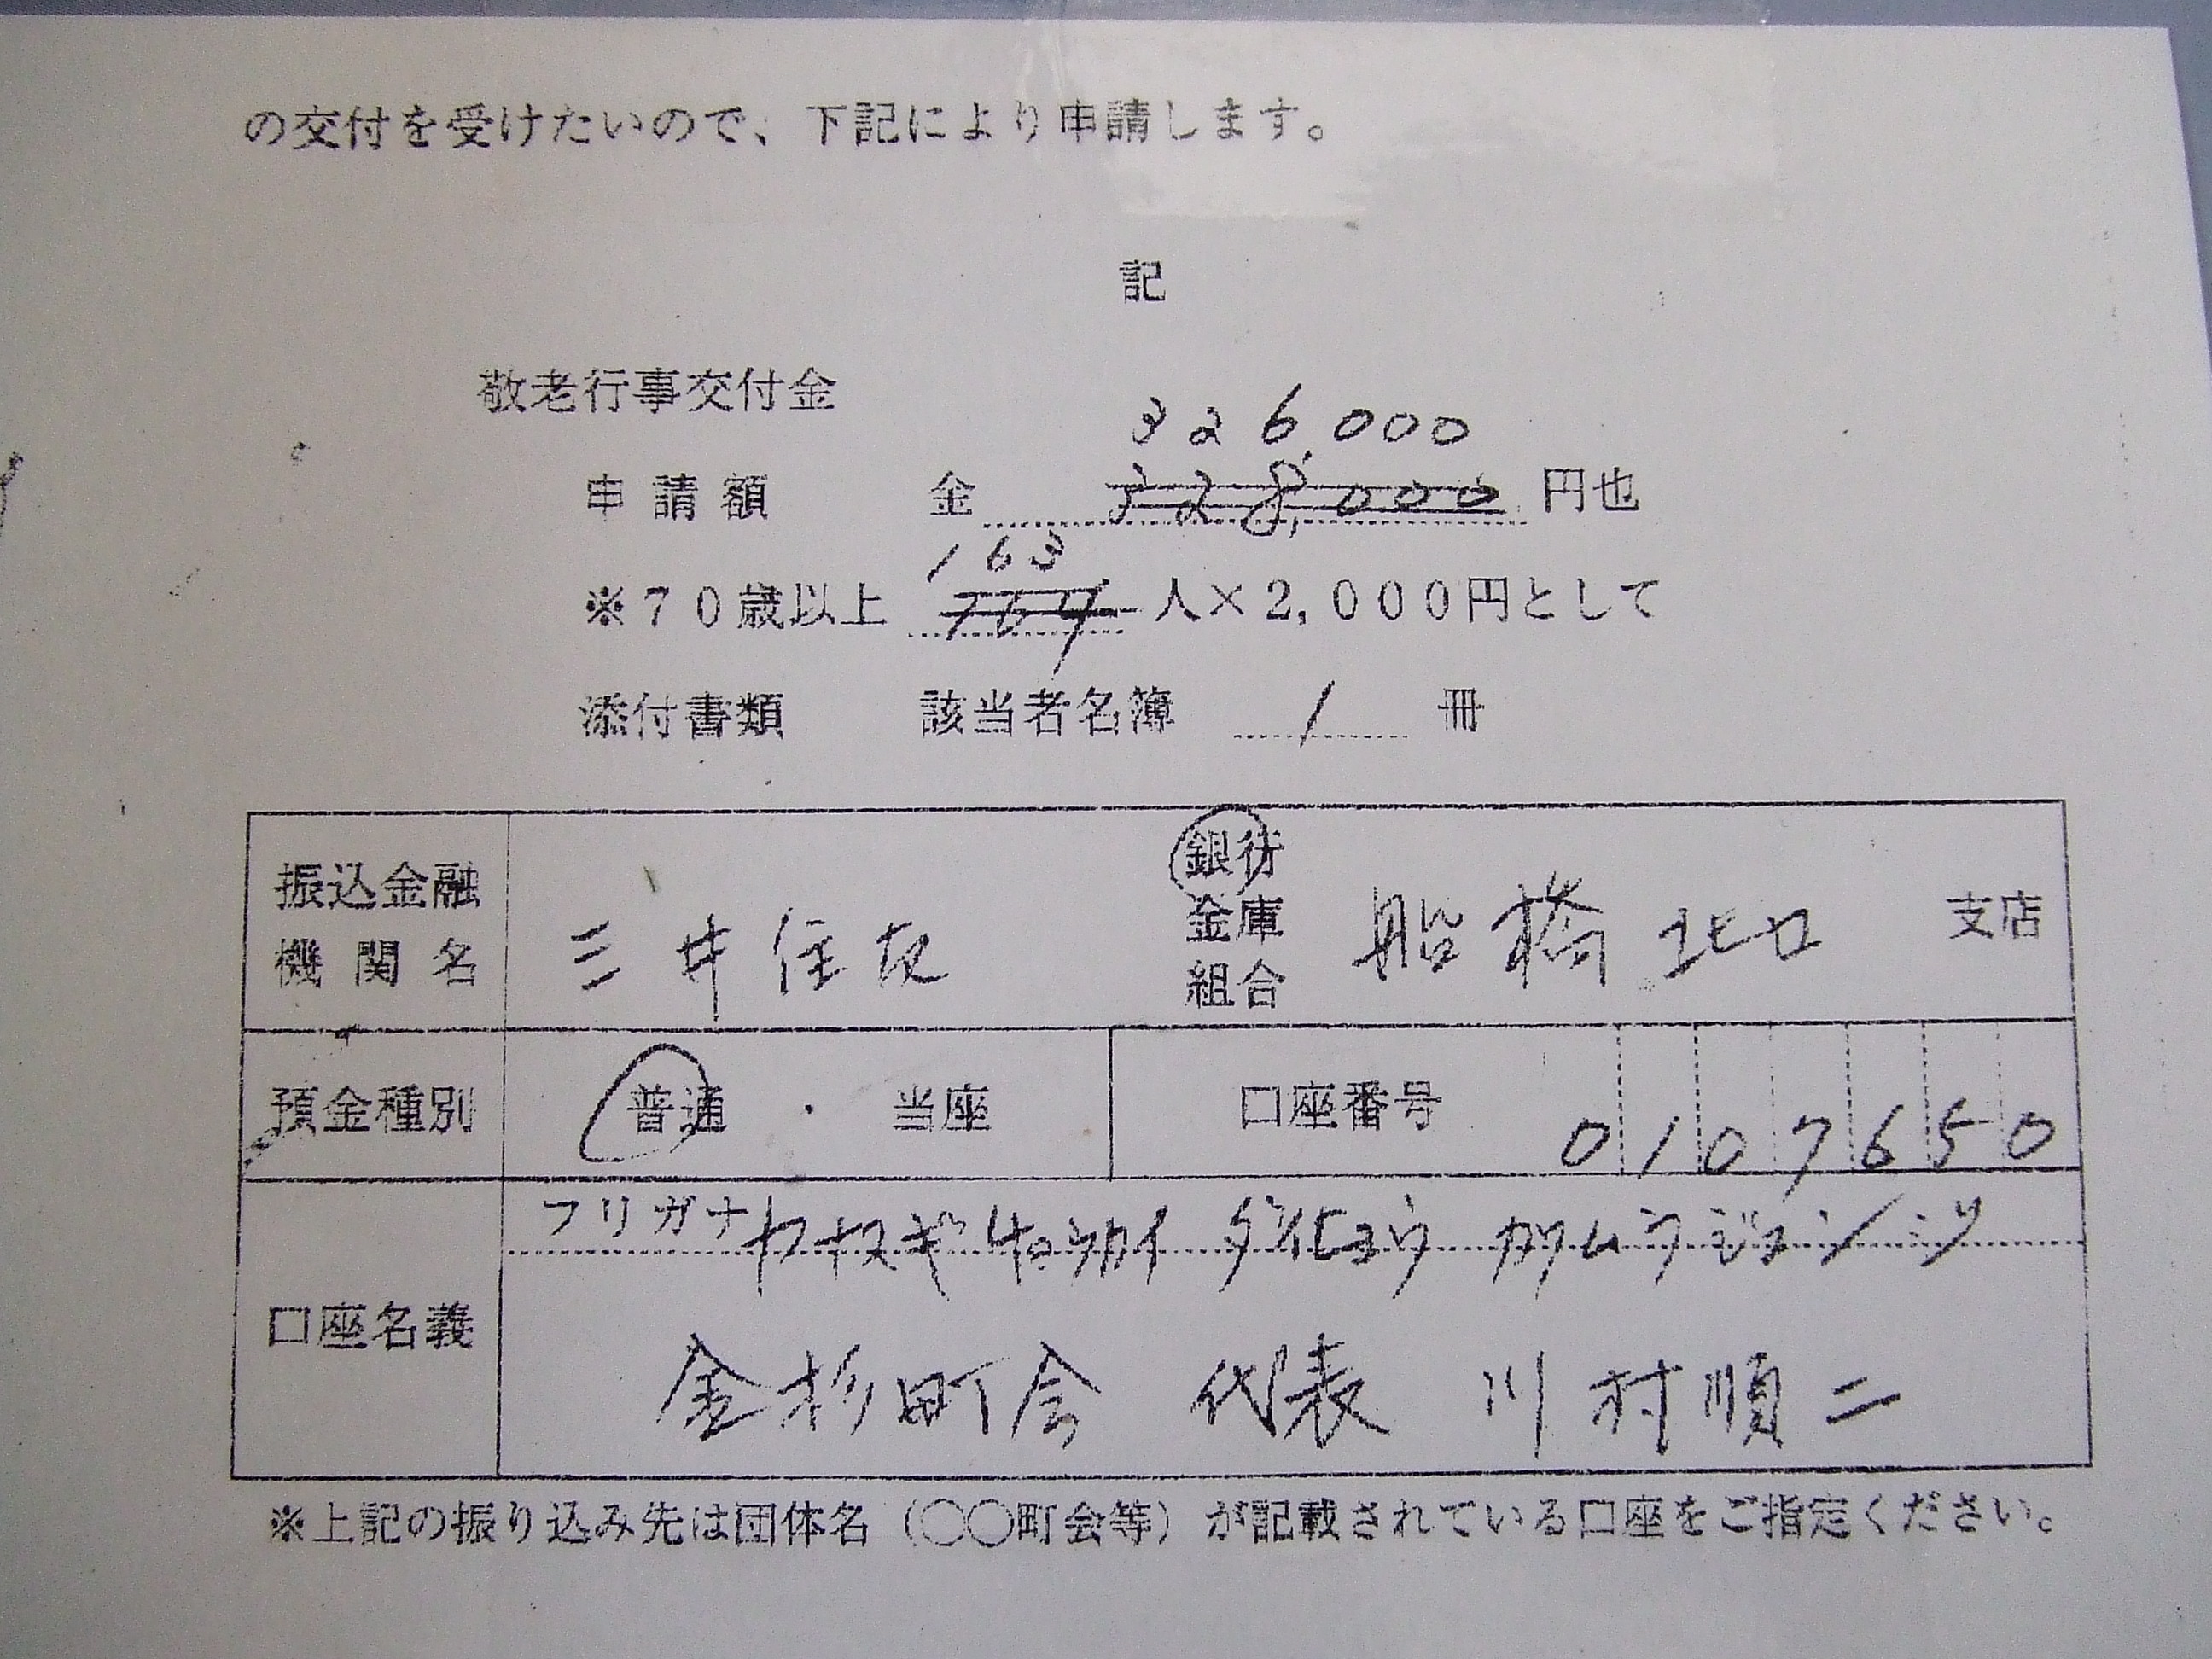 の交付を受けたいので、下記により申請します。
記
敬老行事交付金
326,000
申請額 金 328,000 円也
163
※70歳以上 164 人×2,000円として
添付書類 該当者名簿 1 冊
振込金融機関名 三井住友 銀行 金庫 組合 船橋北口 支店
預金種別 普通 ・ 当座 口座番号 0107650
フリガナ カナスギチョウカイ ダイヒョウ カワムラジュンジ
口座名義 金杉町会 代表 川村順二
※上記の振り込み先は団体名（○○町会等）が記載されている口座をご指定ください。